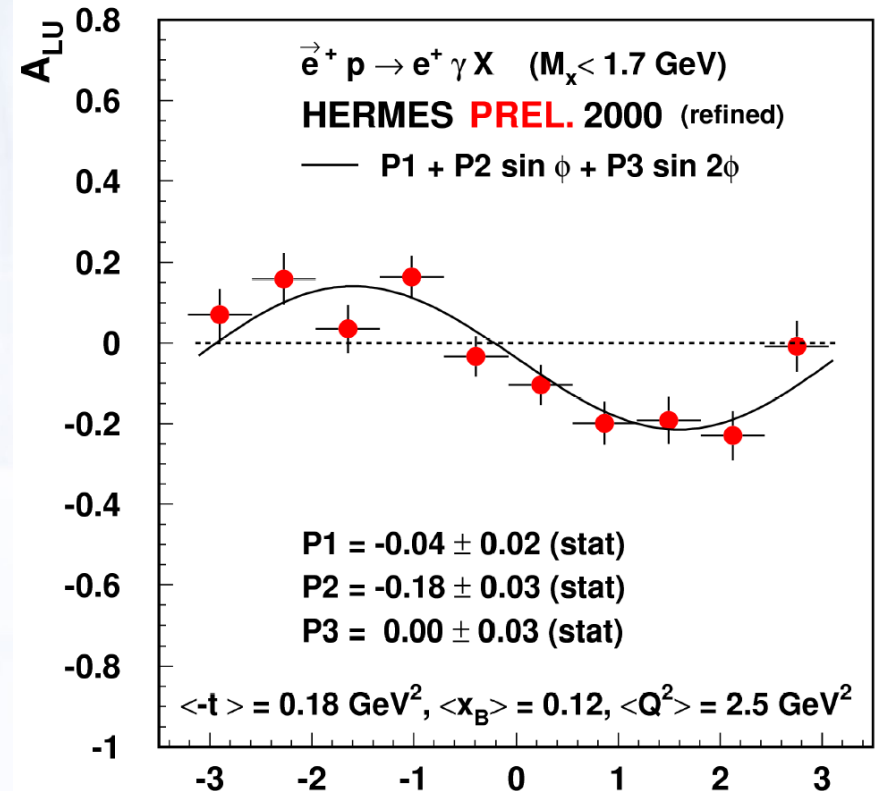 A_LU
0.8
0.6
0.4
0.2
0
-0.2
-0.4
-0.6
-0.8
-1
e⃗⁺ p → e⁺ γ X (M_x < 1.7 GeV)
HERMES PREL. 2000 (refined)
P1 + P2 sin ϕ + P3 sin 2ϕ
P1 = -0.04 ± 0.02 (stat)
P2 = -0.18 ± 0.03 (stat)
P3 = 0.00 ± 0.03 (stat)
<-t > = 0.18 GeV², <x_B> = 0.12, <Q²> = 2.5 GeV²
-3 -2 -1 0 1 2 3